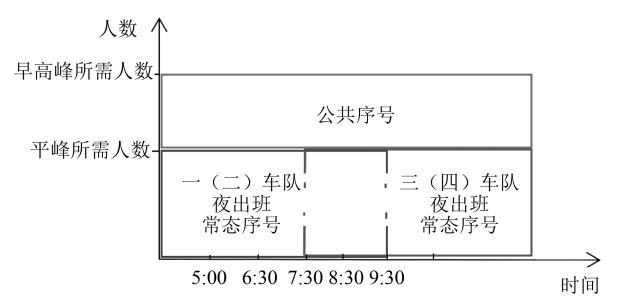 人数
早高峰所需人数
公共序号
平峰所需人数
一（二）车队
夜出班
常态序号
三（四）车队
夜出班
常态序号
5:00 6:30 7:30 8:30 9:30
时间